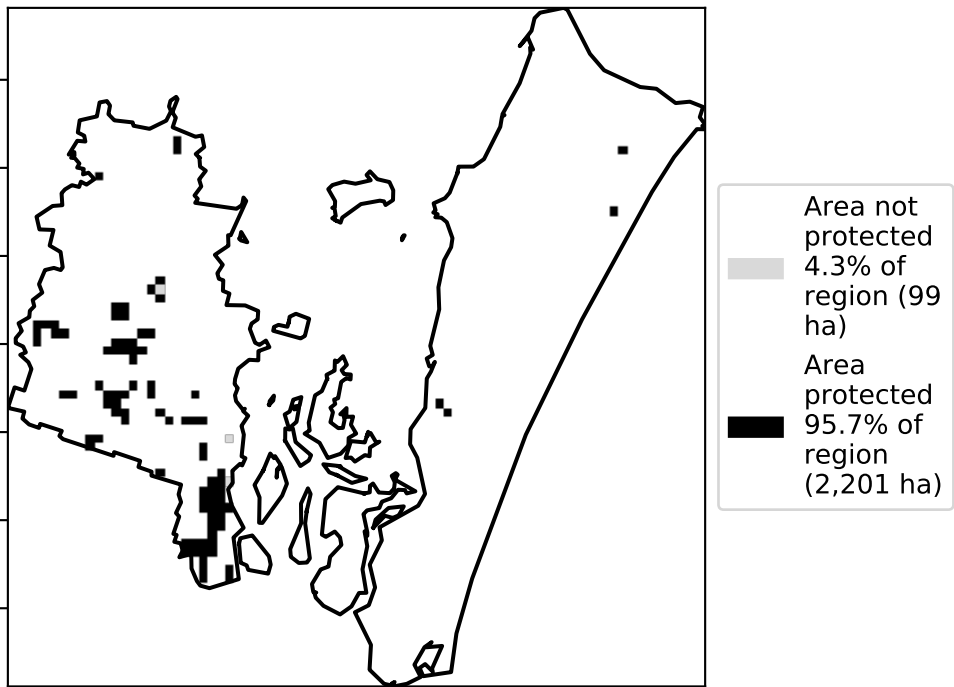 Area not
protected
4.3% of
region (99
ha)
Area
protected
95.7% of
region
(2,201 ha)